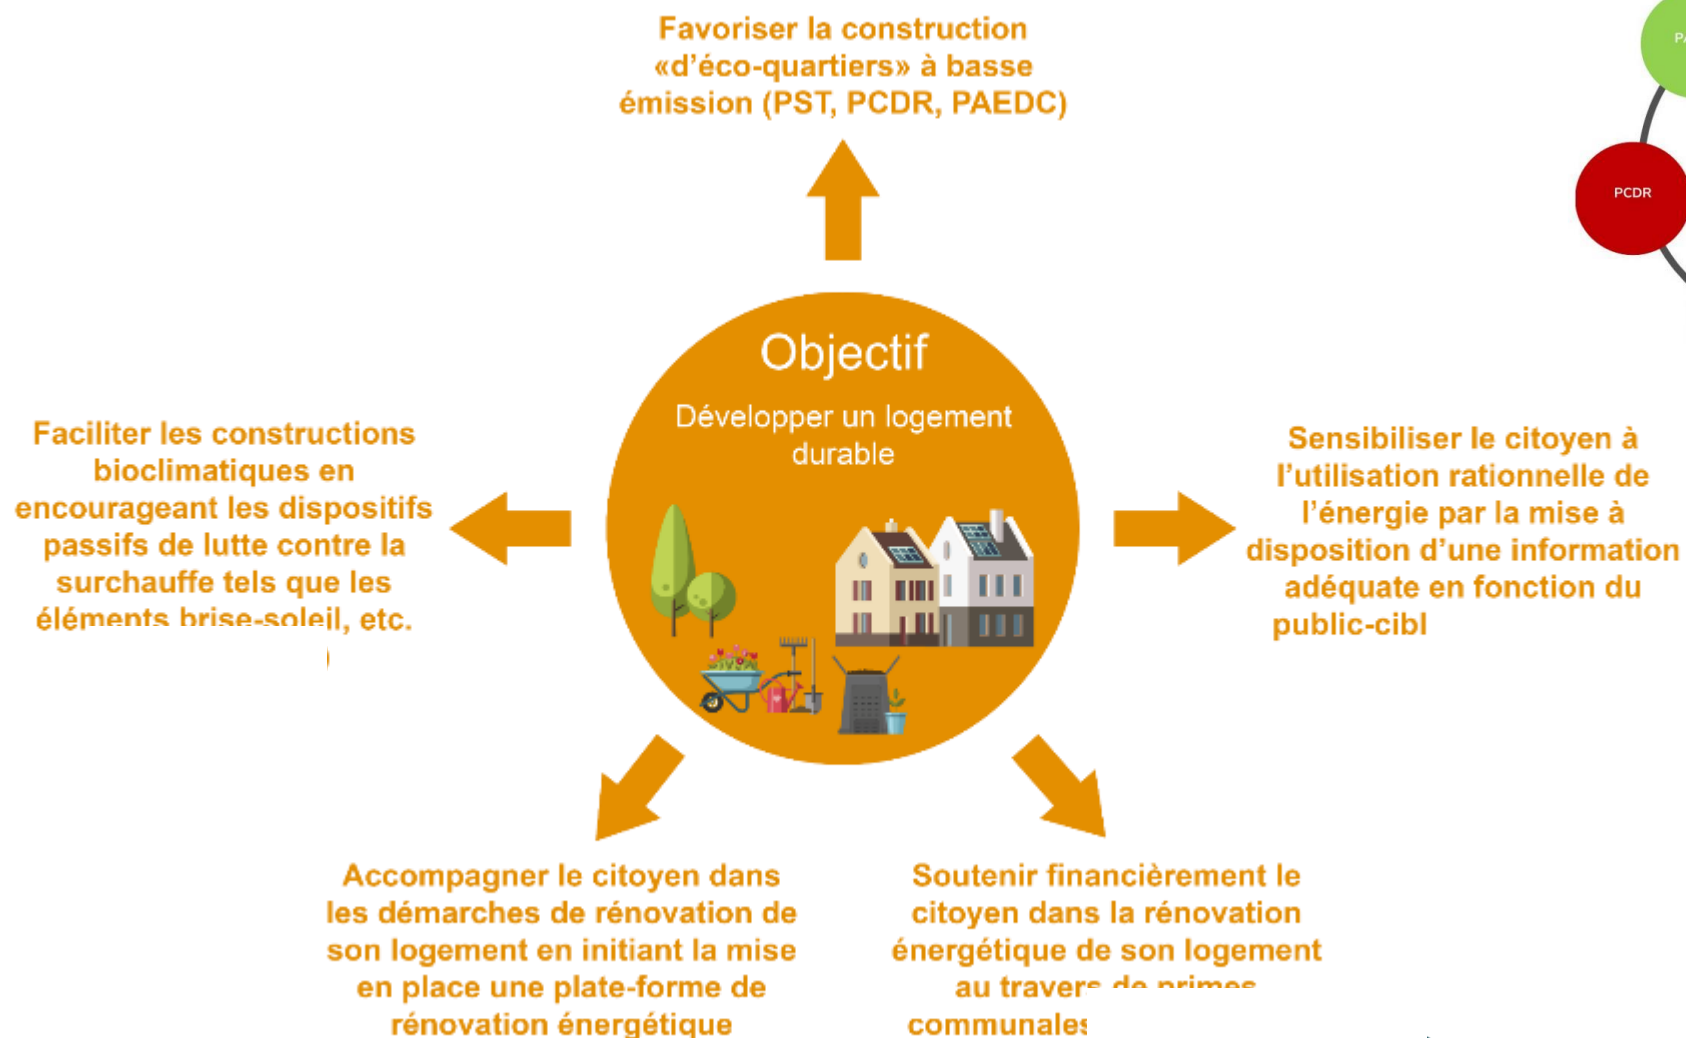 Favoriser la construction
«d'éco-quartiers» à basse
émission (PST, PCDR, PAEDC)
PCDR
Objectif
Développer un logement
durable
Faciliter les constructions
bioclimatiques en
encourageant les dispositifs
passifs de lutte contre la
surchauffe tels que les
éléments brise-soleil, etc.
Sensibiliser le citoyen à
l'utilisation rationnelle de
l'énergie par la mise à
disposition d'une information
adéquate en fonction du
public-cibl
Accompagner le citoyen dans
les démarches de rénovation de
son logement en initiant la mise
en place une plate-forme de
rénovation énergétique
Soutenir financièrement le
citoyen dans la rénovation
énergétique de son logement
au travers de primes
communales